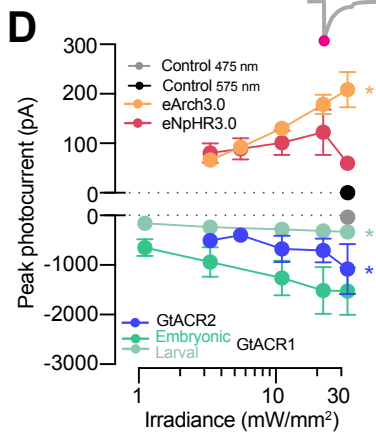 D
300
200
100
0
0
-1000
-2000
-3000
Peak photocurrent (pA)
Control 475 nm
Control 575 nm
eArch3.0
eNpHR3.0
*
*
*
GtACR2
Embryonic
Larval
GtACR1
1
10
30
Irradiance (mW/mm²)